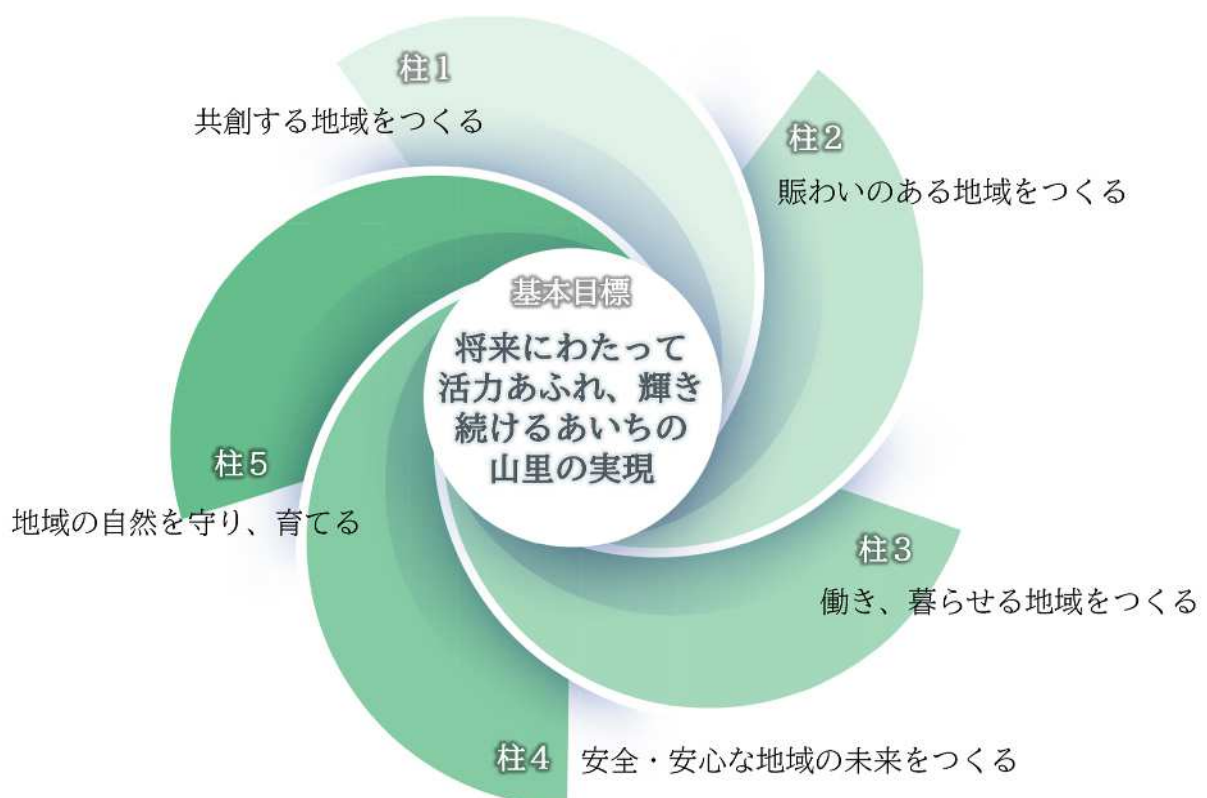 柱１
共創する地域をつくる
柱２
賑わいのある地域をつくる
基本目標
将来にわたって
活力あふれ、輝き
続けるあいちの
山里の実現
柱３
働き、暮らせる地域をつくる
柱４
安全・安心な地域の未来をつくる
柱５
地域の自然を守り、育てる